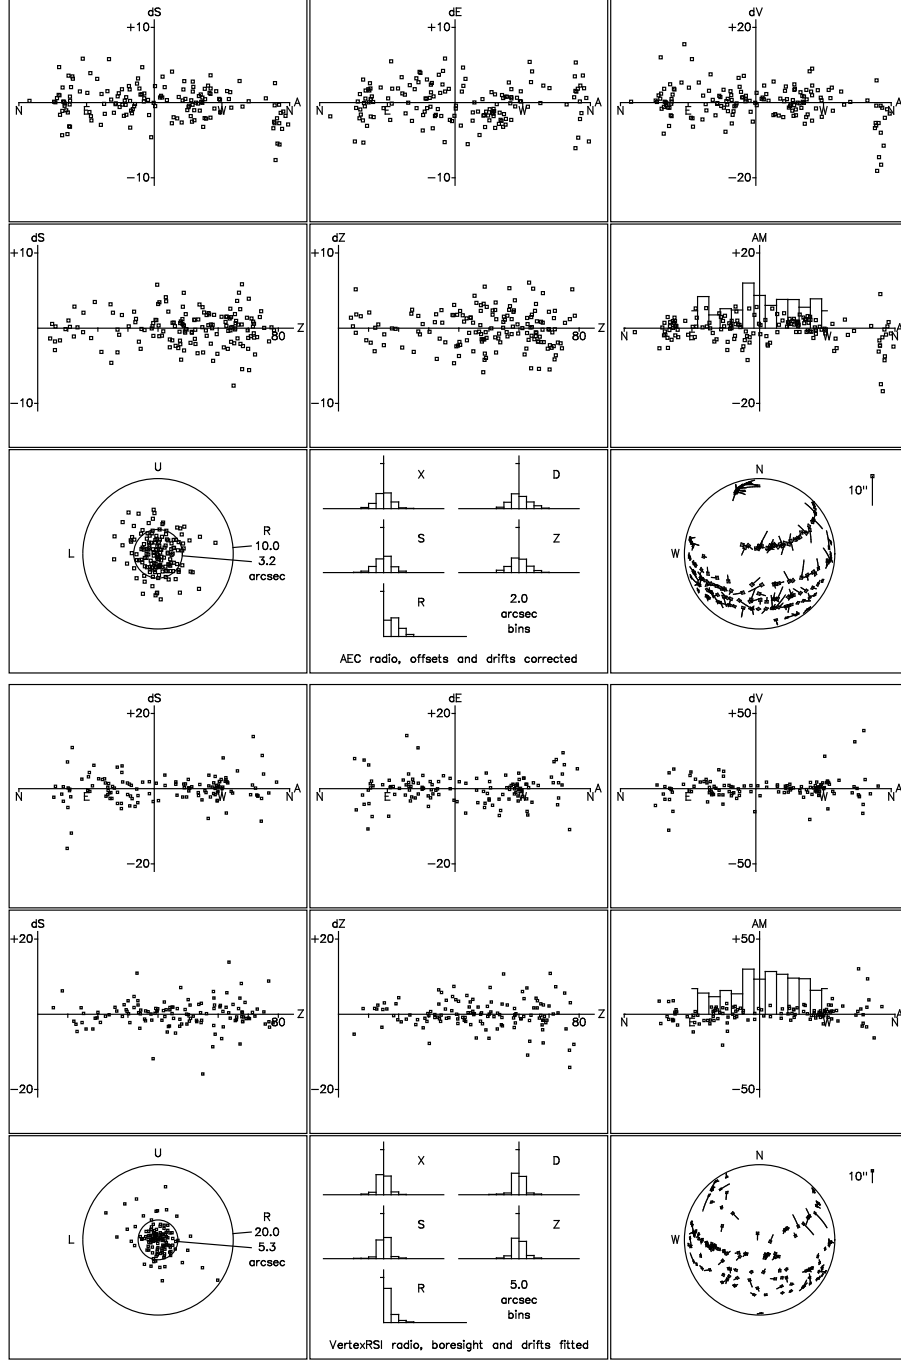 dS
+10
N E W N A
-10
dE
+10
N E W N A
-10
dV
+20
N E W N A
-20
dS
+10
80 Z
-10
dZ
+10
80 Z
-10
AM
+20
N E W N A
-20
U
L
R
10.0
3.2
arcsec
X D
S Z
R
2.0
arcsec
bins
AEC radio, offsets and drifts corrected
N
W
10"
dS
+20
N E W N A
-20
dE
+20
N E W N A
-20
dV
+50
N E W N A
-50
dS
+20
80 Z
-20
dZ
+20
80 Z
-20
AM
+50
N E W N A
-50
U
L
R
20.0
5.3
arcsec
X D
S Z
R
5.0
arcsec
bins
VertexRSI radio, boresight and drifts fitted
N
W
10"